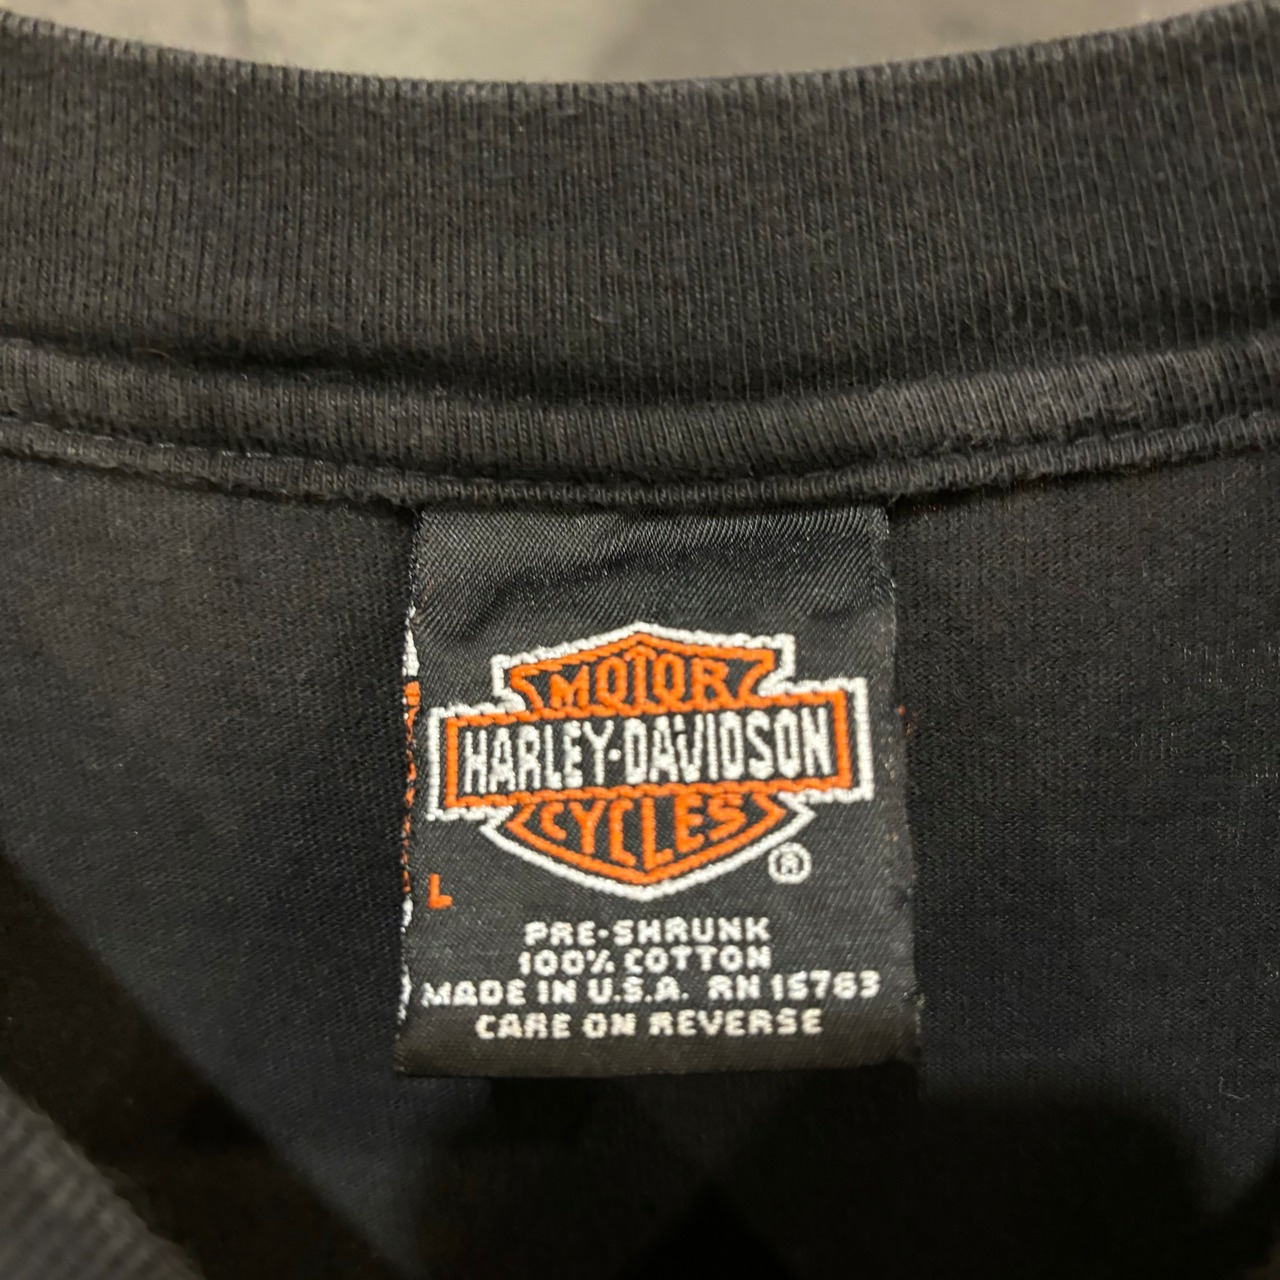 MOTOR
HARLEY-DAVIDSON
CYCLES
®
L
PRE-SHRUNK
100% COTTON
MADE IN U.S.A. RN 15763
CARE ON REVERSE